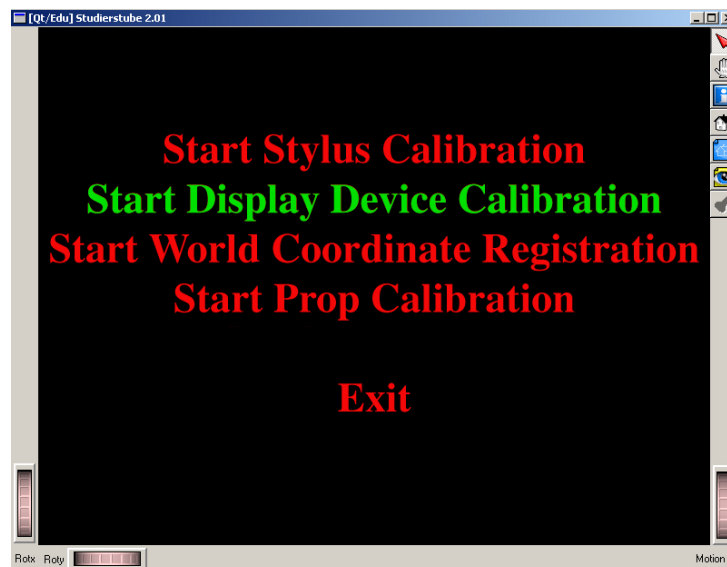 [Qt/Edu] Studierstube 2.01
Start Stylus Calibration
Start Display Device Calibration
Start World Coordinate Registration
Start Prop Calibration
Exit
Rotx Roty Motion